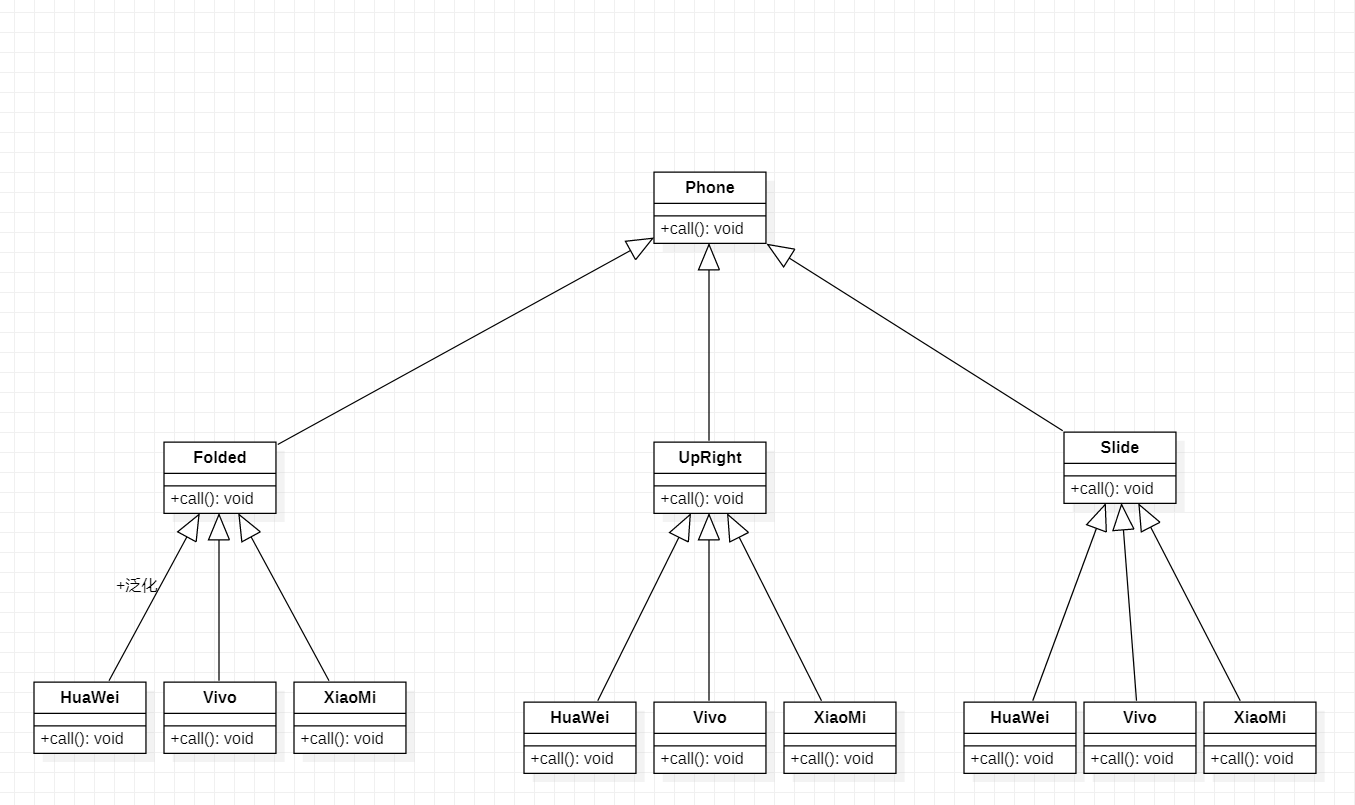 Phone
+call(): void
Folded
+call(): void
UpRight
+call(): void
Slide
+call(): void
+泛化
HuaWei
+call(): void
Vivo
+call(): void
XiaoMi
+call(): void
HuaWei
+call(): void
Vivo
+call(): void
XiaoMi
+call(): void
HuaWei
+call(): void
Vivo
+call(): void
XiaoMi
+call(): void